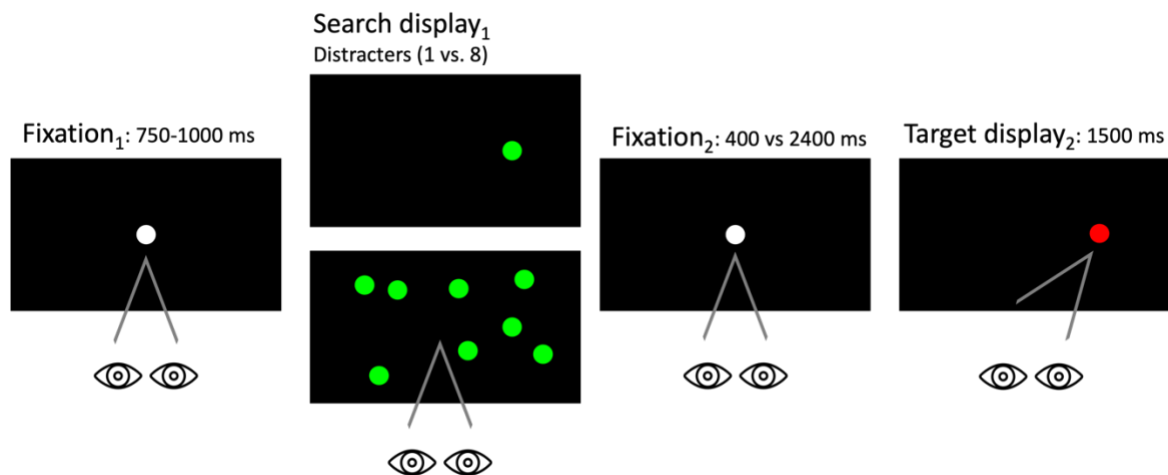 Fixation₁: 750-1000 ms
Search display₁
Distracters (1 vs. 8)
Fixation₂: 400 vs 2400 ms
Target display₂: 1500 ms